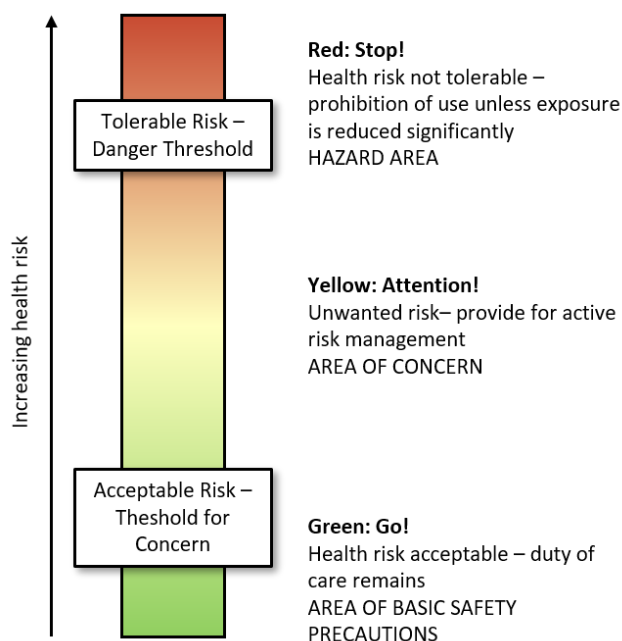 Increasing health risk
Tolerable Risk –
Danger Threshold
Acceptable Risk –
Theshold for
Concern
Red: Stop!
Health risk not tolerable –
prohibition of use unless exposure
is reduced significantly
HAZARD AREA
Yellow: Attention!
Unwanted risk– provide for active
risk management
AREA OF CONCERN
Green: Go!
Health risk acceptable – duty of
care remains
AREA OF BASIC SAFETY
PRECAUTIONS